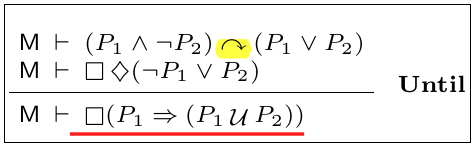 M ⊢ (P₁ ∧ ¬P₂) ↷ (P₁ ∨ P₂)
M ⊢ □ ♢(¬P₁ ∨ P₂)
Until
M ⊢ □(P₁ ⇒ (P₁ 𝒰 P₂))